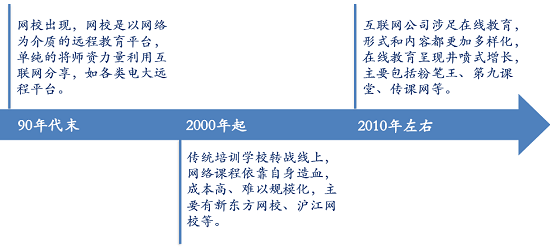 网校出现，网校是以网络
为介质的远程教育平台，
单纯的将师资力量利用互
联网分享，如各类电大远
程平台。
互联网公司涉足在线教育，
形式和内容都更加多样化，
在线教育呈现井喷式增长，
主要包括粉笔王、第九课
堂、传课网等。
90年代末
2000年起
2010年左右
传统培训学校转战线上，
网络课程依靠自身造血，
成本高、难以规模化，主
要有新东方网校、沪江网
校等。